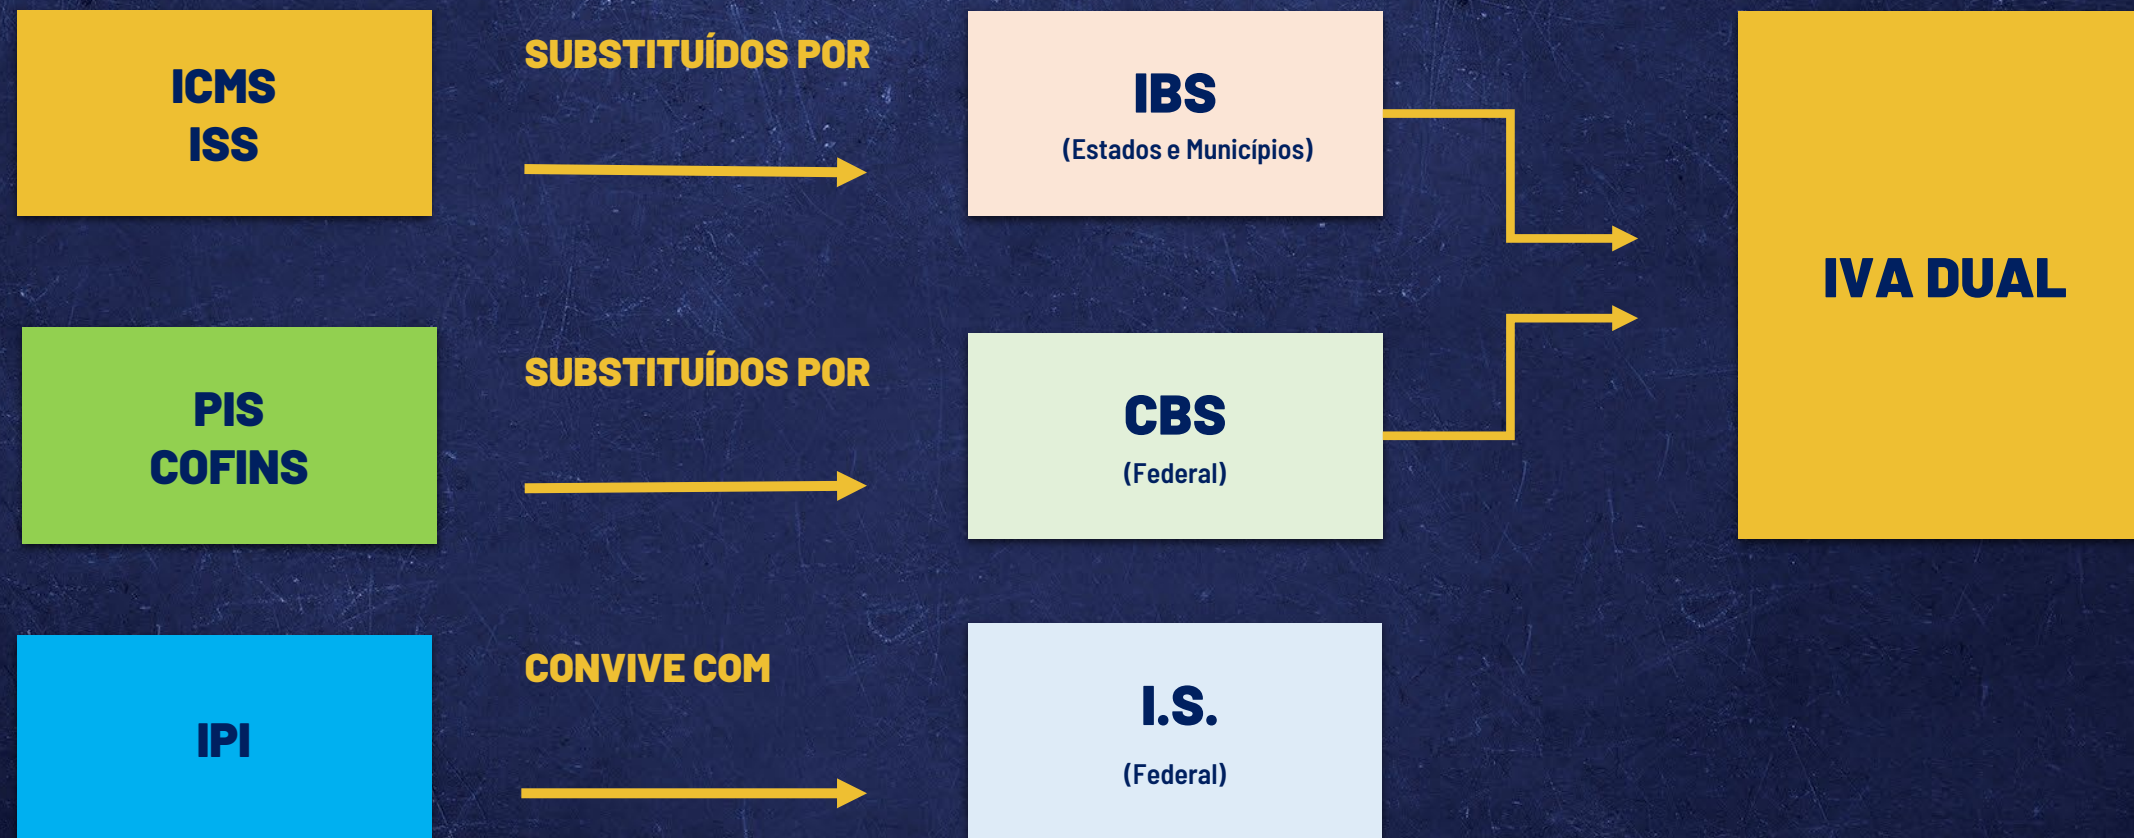 ICMS
ISS
SUBSTITUÍDOS POR
IBS
(Estados e Municípios)
IVA DUAL
PIS
COFINS
SUBSTITUÍDOS POR
CBS
(Federal)
IPI
CONVIVE COM
I.S.
(Federal)